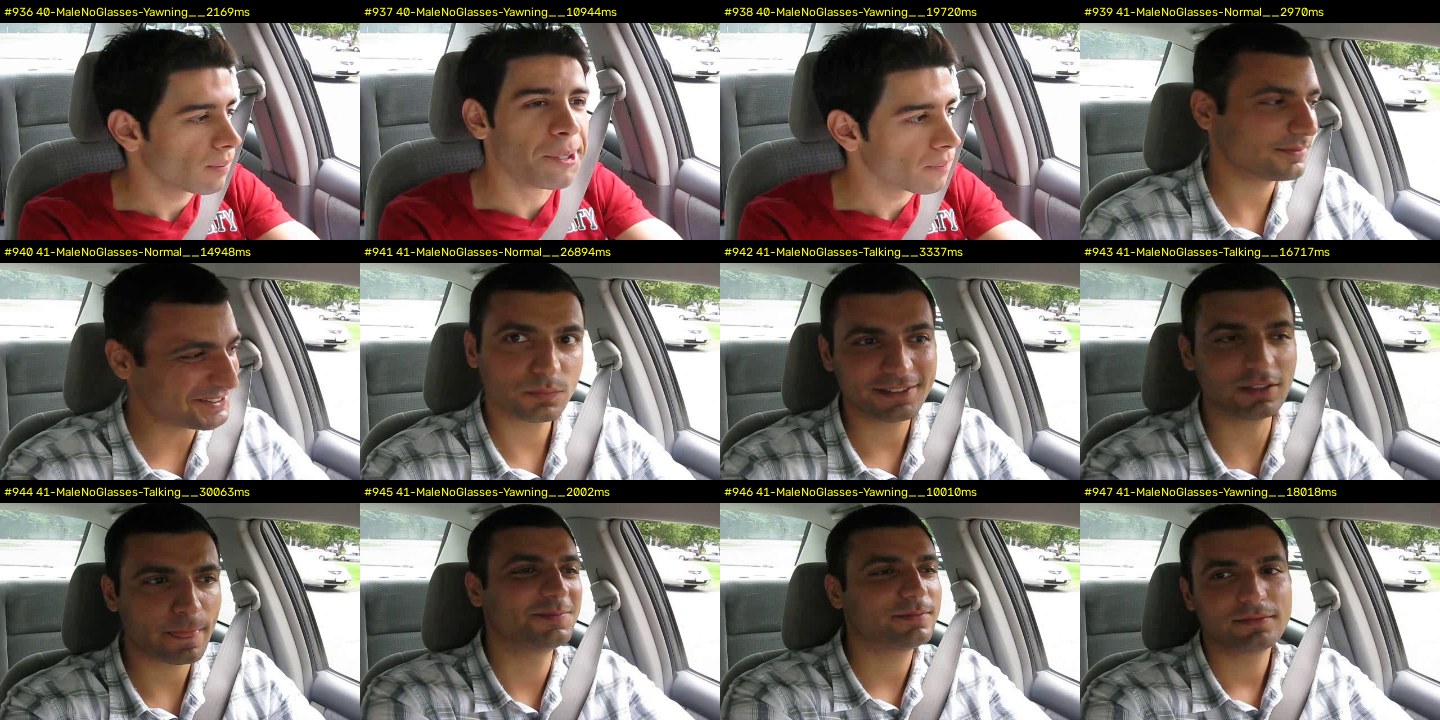 #936 40-MaleNoGlasses-Yawning__2169ms
#937 40-MaleNoGlasses-Yawning__10944ms
#938 40-MaleNoGlasses-Yawning__19720ms
#939 41-MaleNoGlasses-Normal__2970ms
#940 41-MaleNoGlasses-Normal__14948ms
#941 41-MaleNoGlasses-Normal__26894ms
#942 41-MaleNoGlasses-Talking__3337ms
#943 41-MaleNoGlasses-Talking__16717ms
#944 41-MaleNoGlasses-Talking__30063ms
#945 41-MaleNoGlasses-Yawning__2002ms
#946 41-MaleNoGlasses-Yawning__10010ms
#947 41-MaleNoGlasses-Yawning__18018ms